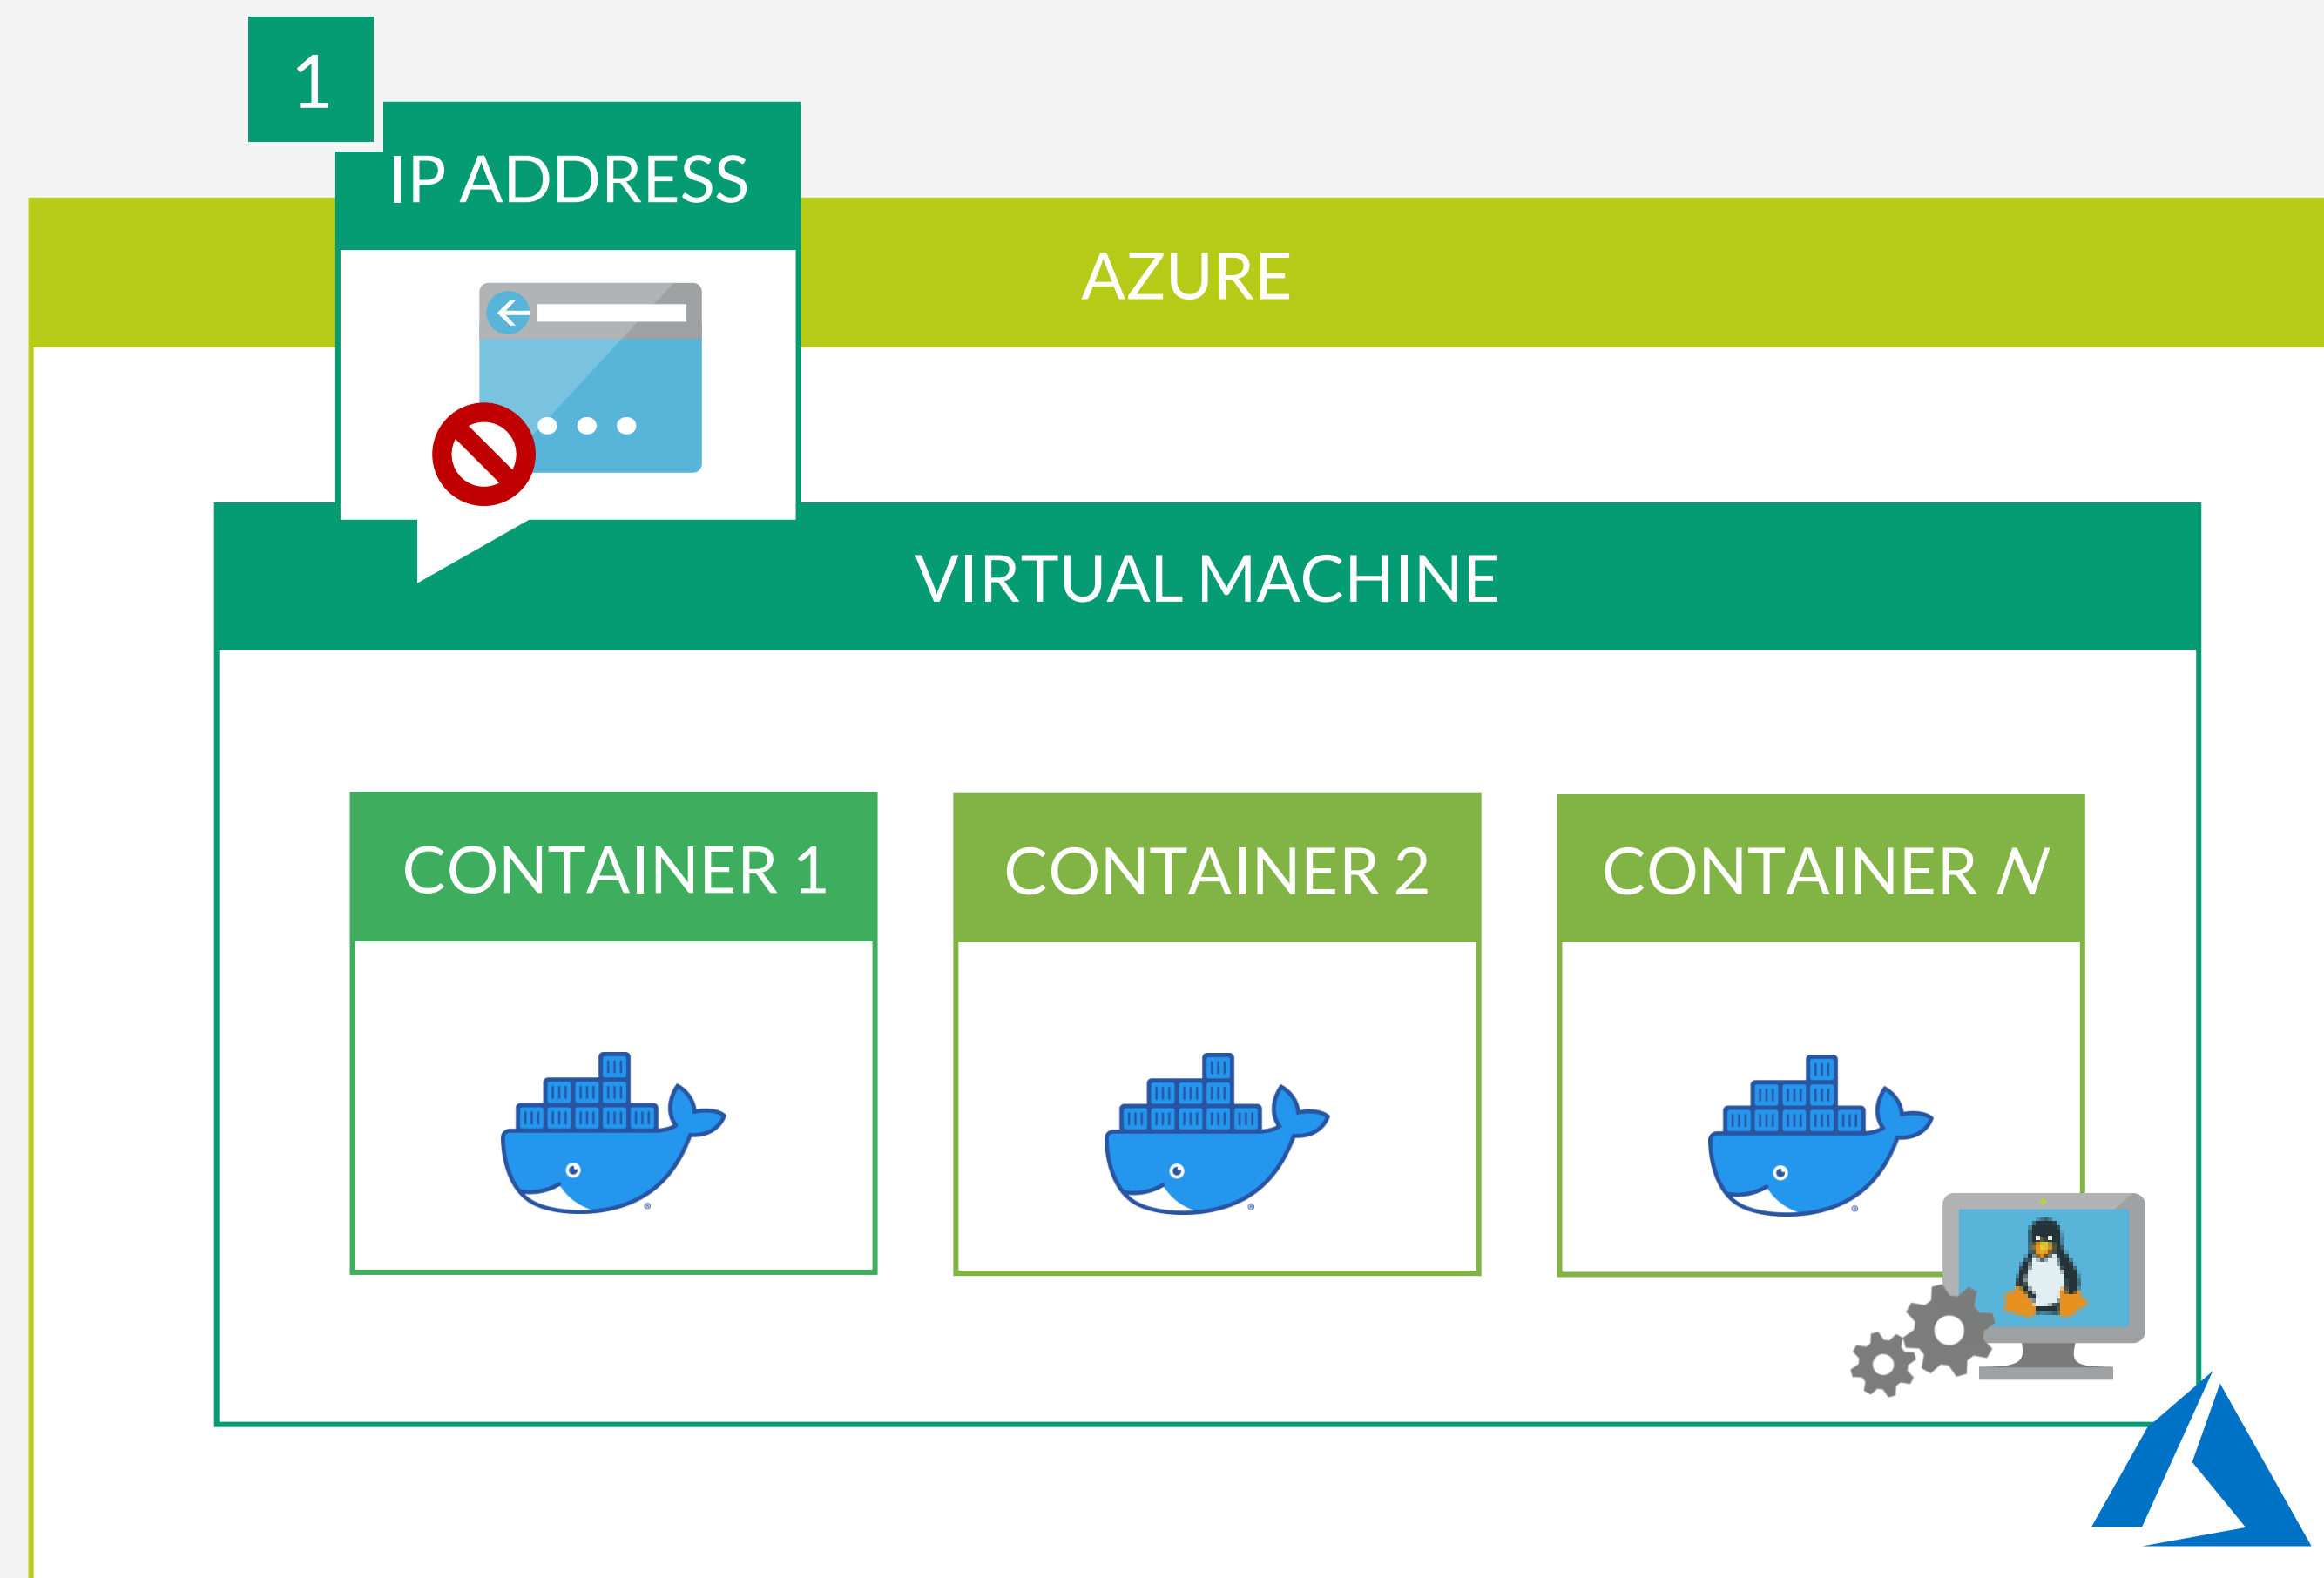 1
IP ADDRESS
AZURE
VIRTUAL MACHINE
CONTAINER 1
CONTAINER 2
CONTAINER N
®
®
®